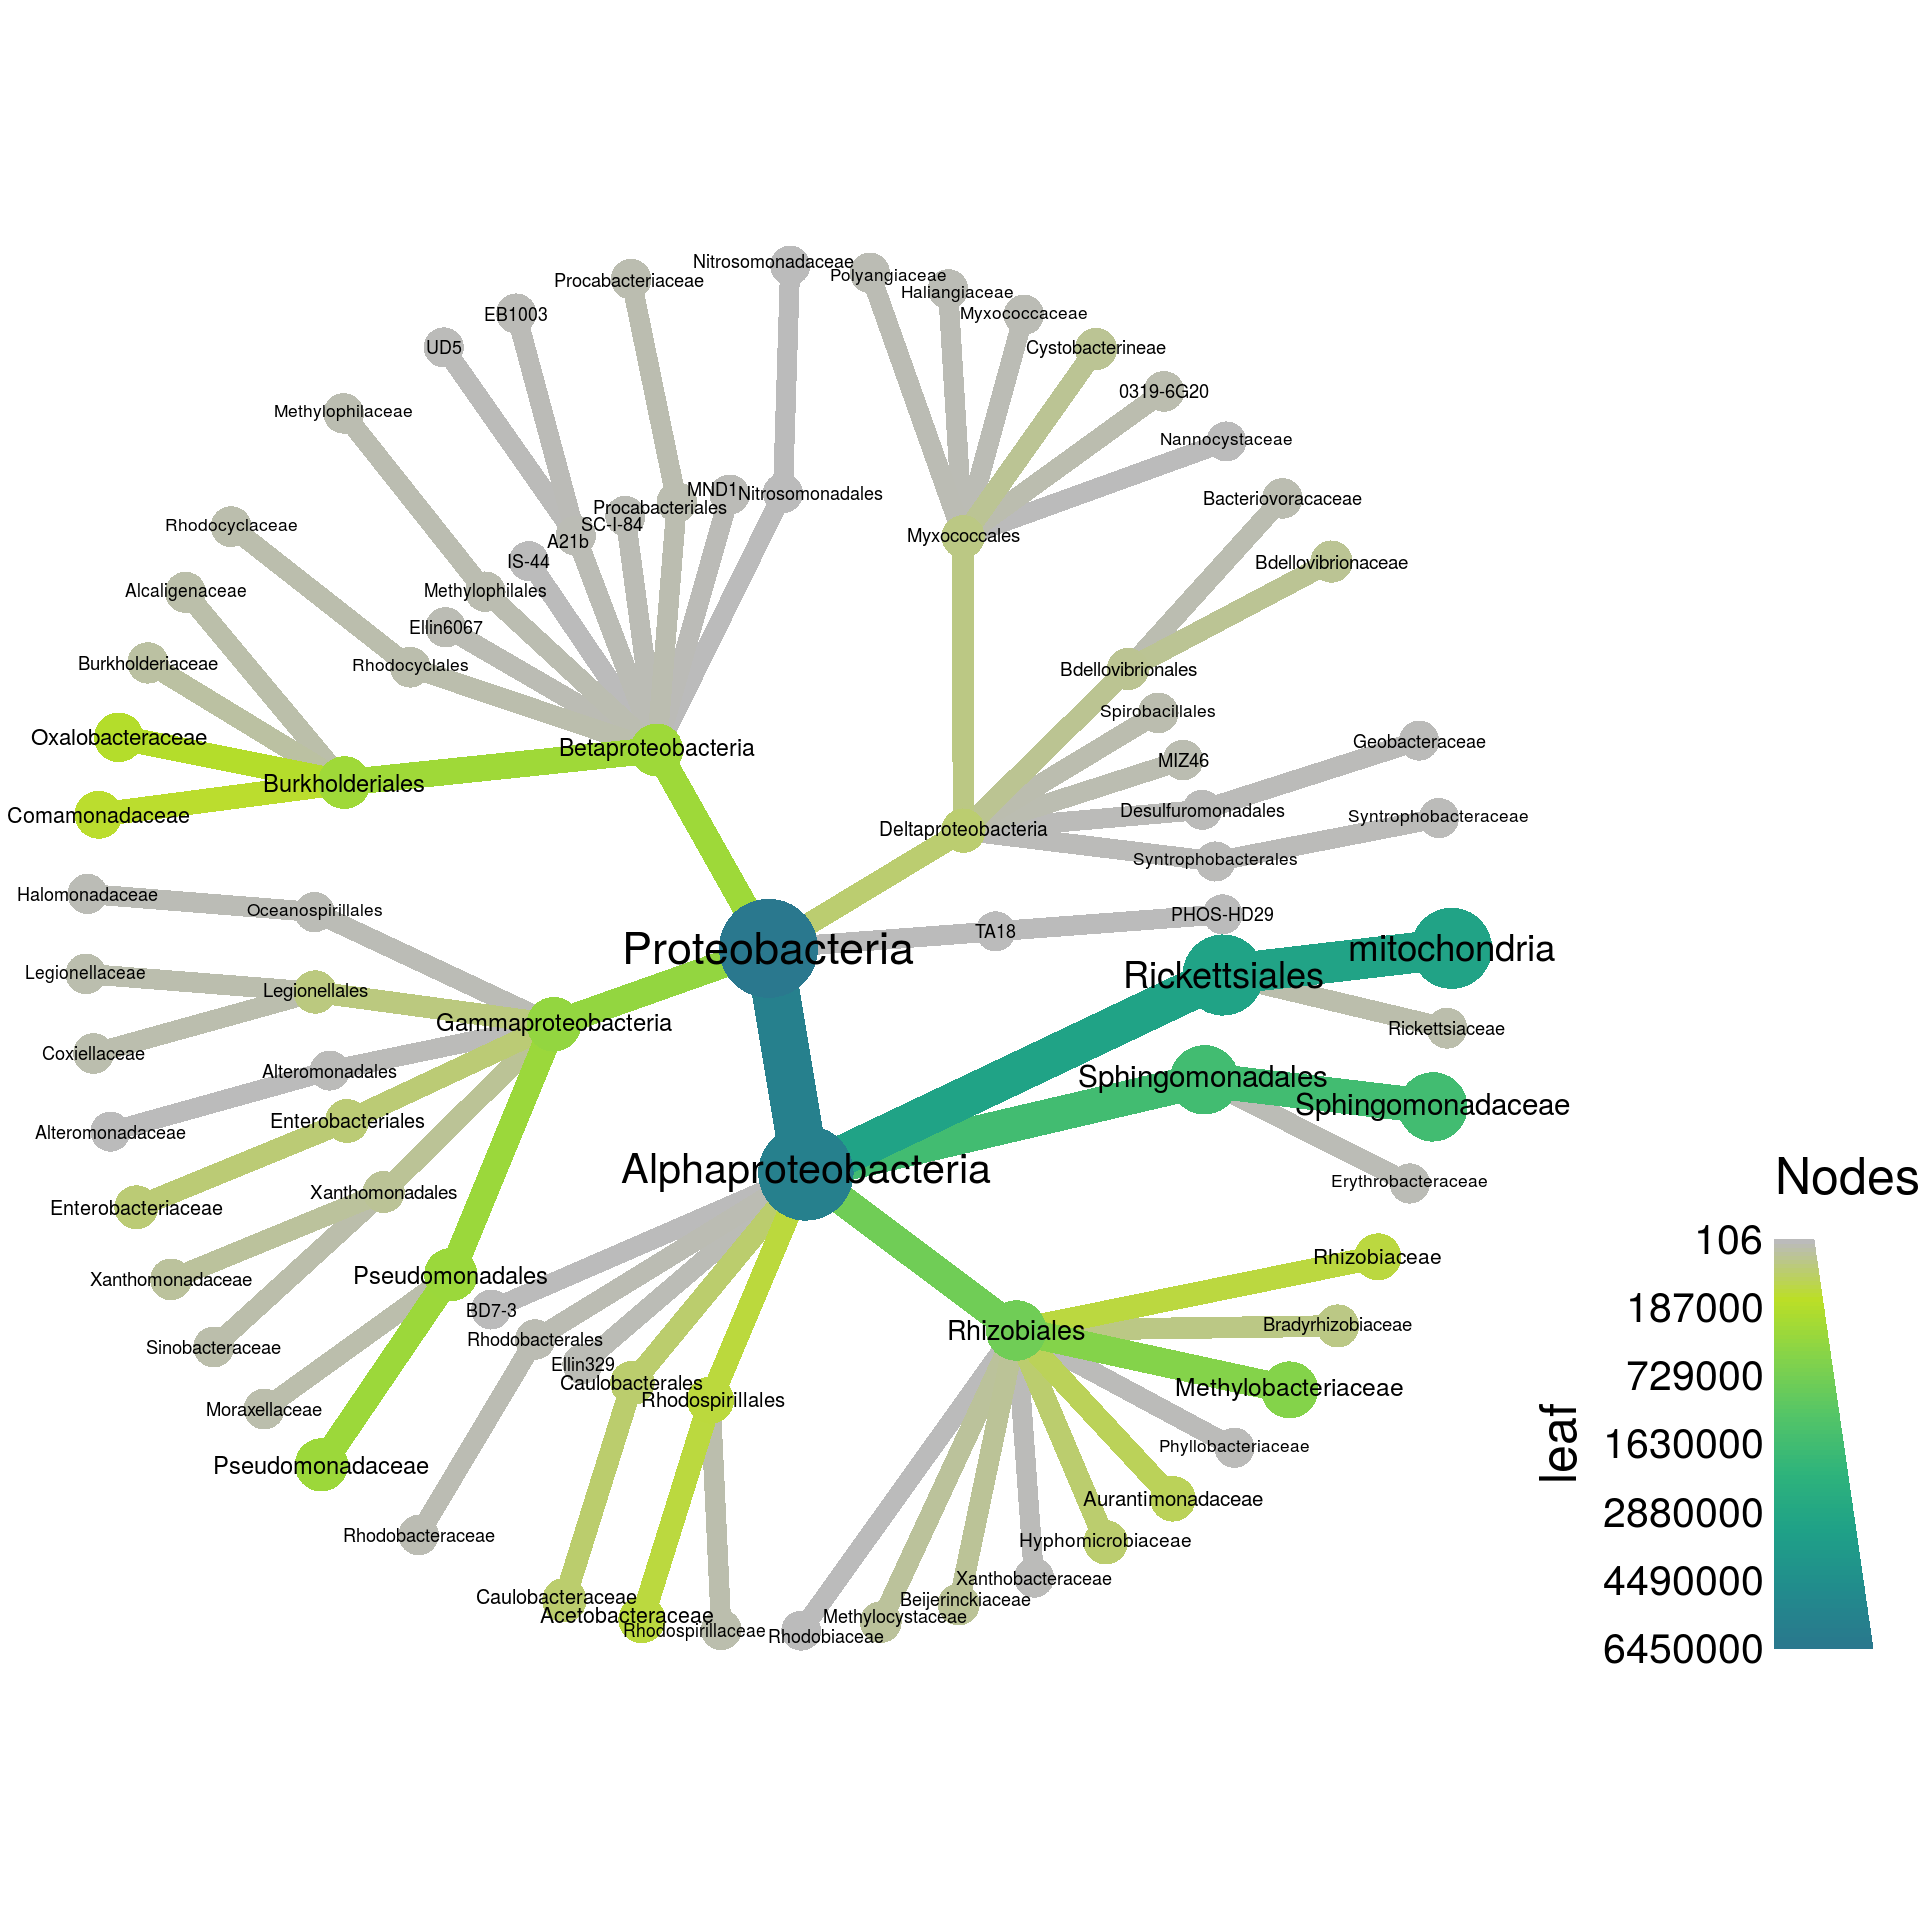 Nitrosomonadaceae
Polyangiaceae
Procabacteriaceae
Haliangiaceae
EB1003
Myxococcaceae
UD5
Cystobacterineae
0319-6G20
Methylophilaceae
Nannocystaceae
MND1
Nitrosomonadales
Bacteriovoracaceae
Procabacteriales
Rhodocyclaceae
SC-I-84
Myxococcales
A21b
IS-44
Bdellovibrionaceae
Alcaligenaceae
Methylophilales
Ellin6067
Burkholderiaceae
Rhodocyclales
Bdellovibrionales
Spirobacillales
Oxalobacteraceae
Geobacteraceae
Betaproteobacteria
MIZ46
Burkholderiales
Desulfuromonadales
Comamonadaceae
Syntrophobacteraceae
Deltaproteobacteria
Syntrophobacterales
Halomonadaceae
Oceanospirillales
PHOS-HD29
TA18
Proteobacteria
mitochondria
Legionellaceae
Rickettsiales
Legionellales
Gammaproteobacteria
Rickettsiaceae
Coxiellaceae
Alteromonadales
Sphingomonadales
Sphingomonadaceae
Enterobacteriales
Alteromonadaceae
Alphaproteobacteria
Erythrobacteraceae
Xanthomonadales
Enterobacteriaceae
Rhizobiaceae
Xanthomonadaceae
Pseudomonadales
BD7-3
Bradyrhizobiaceae
Rhizobiales
Rhodobacterales
Sinobacteraceae
Ellin329
Caulobacterales
Methylobacteriaceae
Rhodospirillales
Moraxellaceae
Phyllobacteriaceae
Pseudomonadaceae
Aurantimonadaceae
Rhodobacteraceae
Hyphomicrobiaceae
Xanthobacteraceae
Caulobacteraceae
Beijerinckiaceae
Acetobacteraceae
Methylocystaceae
Rhodospirillaceae
Rhodobiaceae
Nodes
106
187000
729000
1630000
2880000
4490000
6450000
leaf